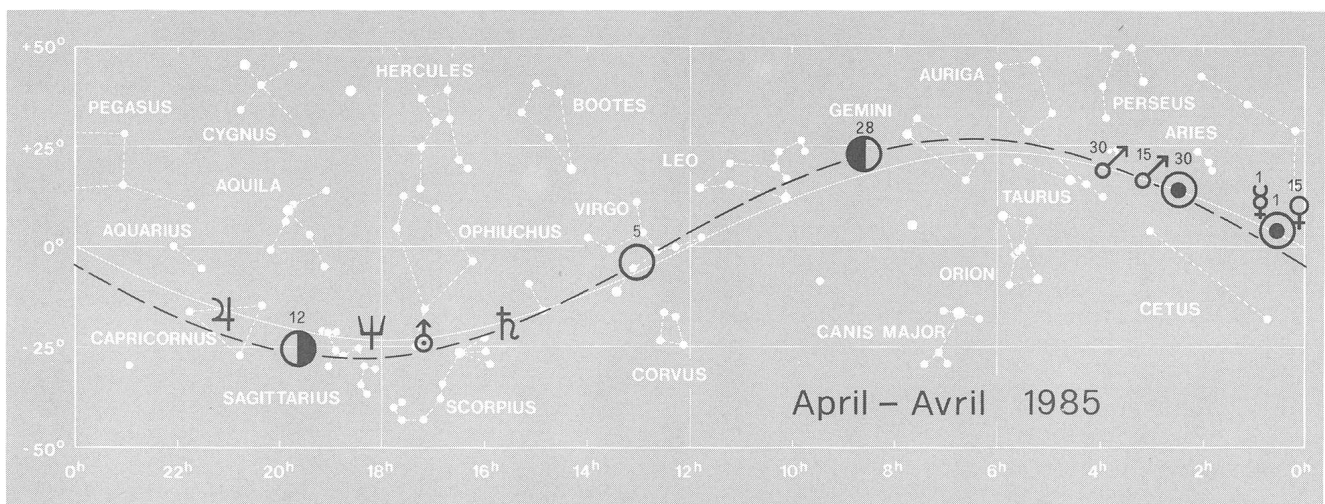 +50°
HERCULES
AURIGA
PEGASUS
BOOTES
GEMINI
PERSEUS
CYGNUS
28
ARIES
+25°
LEO
30
15
30
AQUILA
TAURUS
1
15
VIRGO
1
AQUARIUS
OPHIUCHUS
5
0°
ORION
12
CETUS
CAPRICORNUS
CANIS MAJOR
-25°
CORVUS
SAGITTARIUS
SCORPIUS
April – Avril 1985
-50°
0h 22h 20h 18h 16h 14h 12h 10h 8h 6h 4h 2h 0h